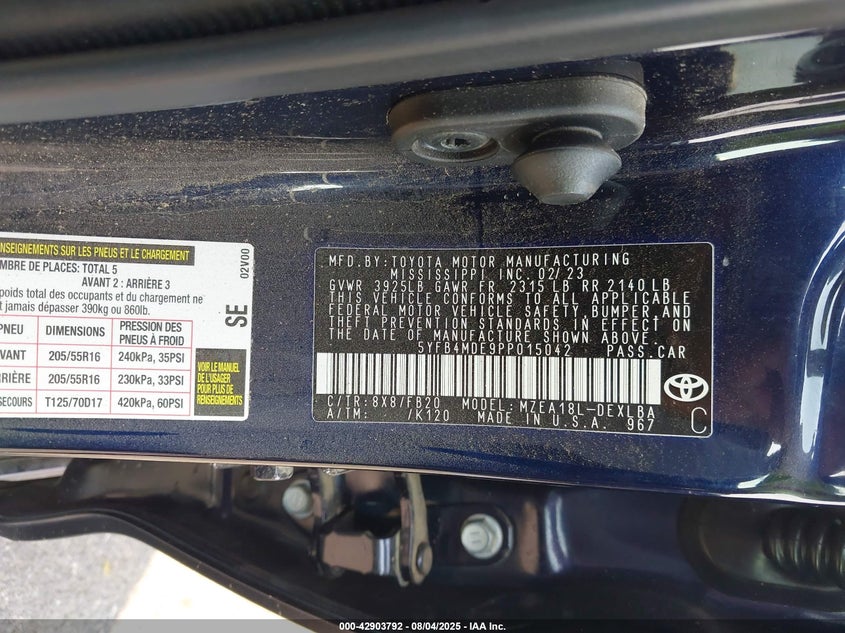 ENSEIGNEMENTS SUR LES PNEUS ET LE CHARGEMENT
MBRE DE PLACES: TOTAL 5
AVANT 2 : ARRIÈRE 3
poids total des occupants et du chargement ne
t jamais dépasser 390kg ou 860lb.
PNEU DIMENSIONS PRESSION DES PNEUS À FROID
VANT 205/55R16 240kPa, 35PSI
RRIÈRE 205/55R16 230kPa, 33PSI
SECOURS T125/70D17 420kPa, 60PSI
VOIR LE MANUEL
DE L'USAGER
POUR PLUS DE
RENSEIGNEMENTS
SE
02V00
MFD.BY:TOYOTA MOTOR MANUFACTURING
MISSISSIPPI INC. 02/23
GVWR 3925LB GAWR FR 2315 LB RR 2140 LB
THIS VEHICLE CONFORMS TO ALL APPLICABLE
FEDERAL MOTOR VEHICLE SAFETY,BUMPER,AND
THEFT PREVENTION STANDARDS IN EFFECT ON
THE DATE OF MANUFACTURE SHOWN ABOVE.
5YFB4MDE9PP015042 PASS.CAR
C/TR:8X8/FB20 MODEL:MZEA18L-DEXLBA
A/TM: /K120 MADE IN U.S.A. 967
TOYOTA
C
000-42903792 - 08/04/2025 - IAA Inc.